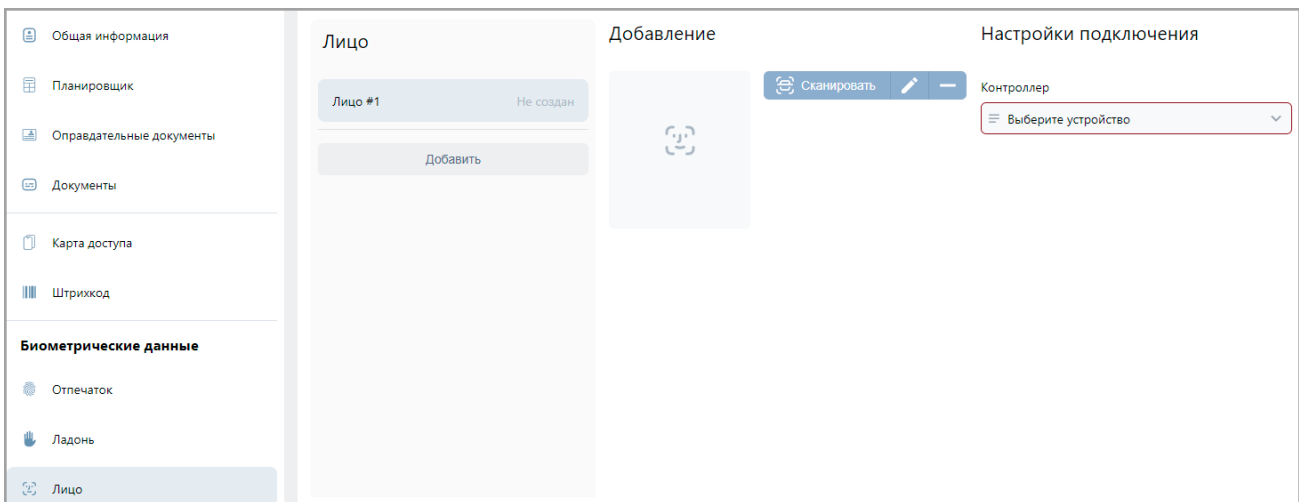 Общая информация
Планировщик
Оправдательные документы
Документы
Карта доступа
Штрихкод
Биометрические данные
Отпечаток
Ладонь
Лицо
Лицо
Лицо #1 Не создан
Добавить
Добавление
Сканировать
Настройки подключения
Контроллер
Выберите устройство